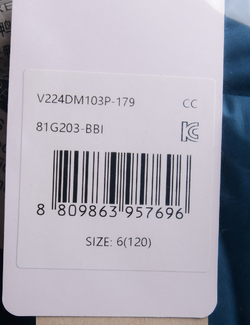 V224DM103P-179 CC
81G203-BBI
8 809863 957696
SIZE: 6(120)